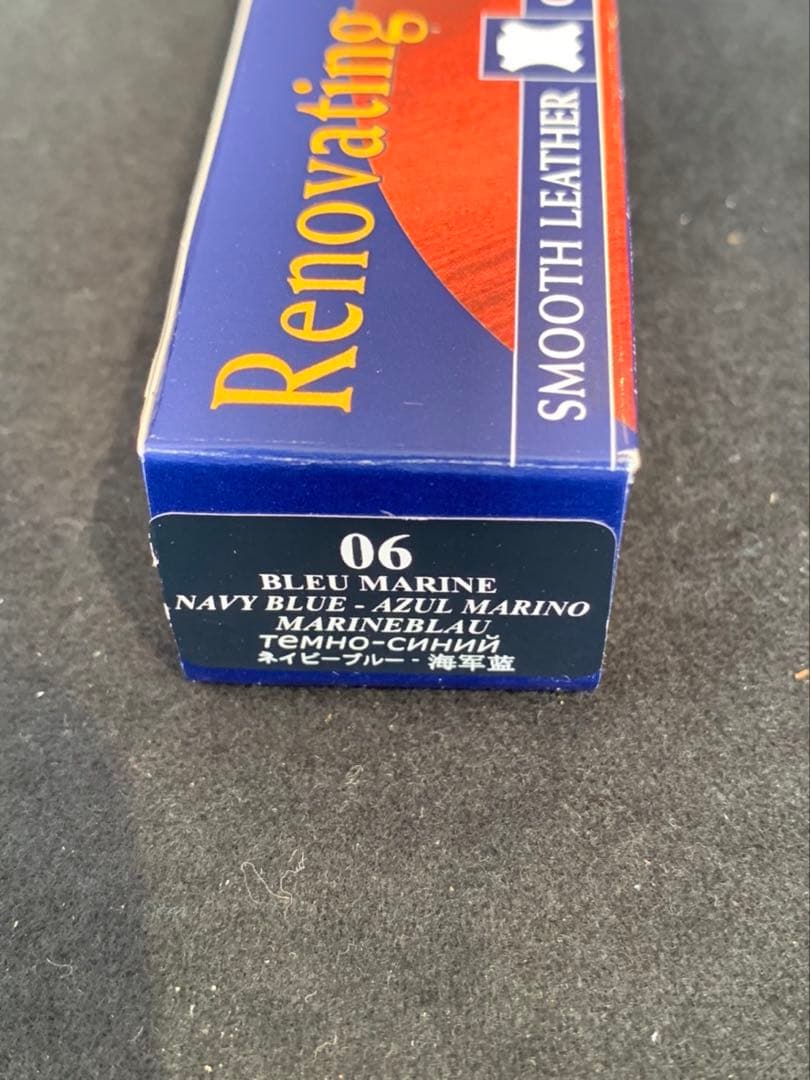 Renovating
SMOOTH LEATHER
06
BLEU MARINE
NAVY BLUE - AZUL MARINO
MARINEBLAU
темно-синий
ネイビーブルー - 海军蓝